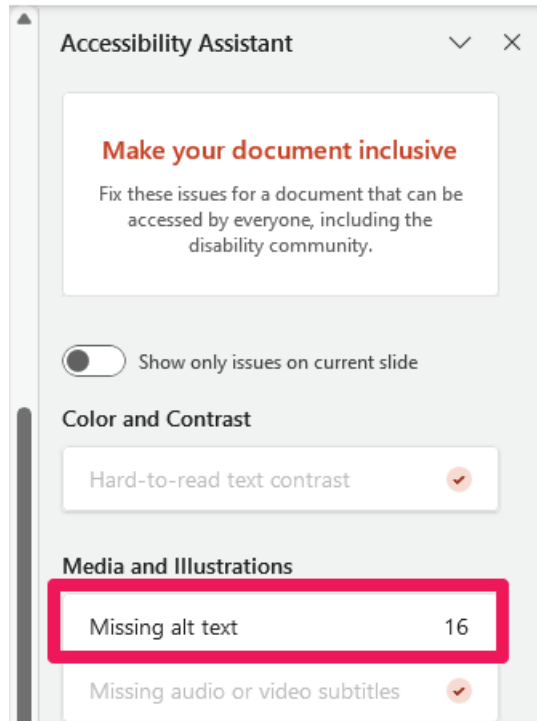 Accessibility Assistant
Make your document inclusive
Fix these issues for a document that can be
accessed by everyone, including the
disability community.
Show only issues on current slide
Color and Contrast
Hard-to-read text contrast
Media and Illustrations
Missing alt text 16
Missing audio or video subtitles